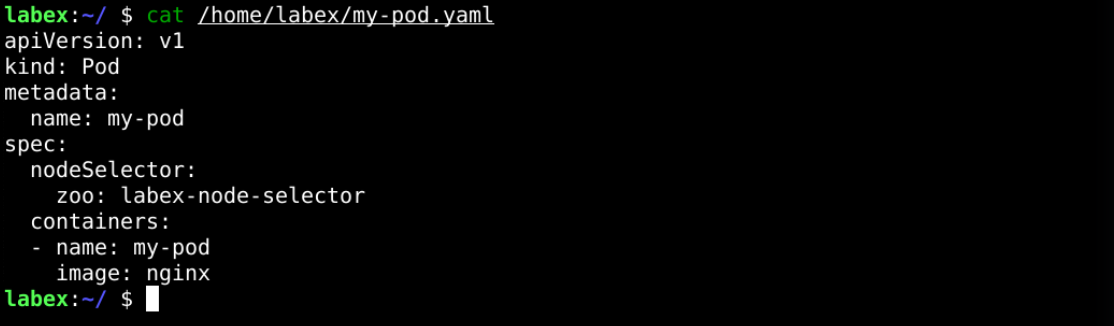 labex:~/ $ cat /home/labex/my-pod.yaml
apiVersion: v1
kind: Pod
metadata:
  name: my-pod
spec:
  nodeSelector:
    zoo: labex-node-selector
  containers:
  - name: my-pod
    image: nginx
labex:~/ $